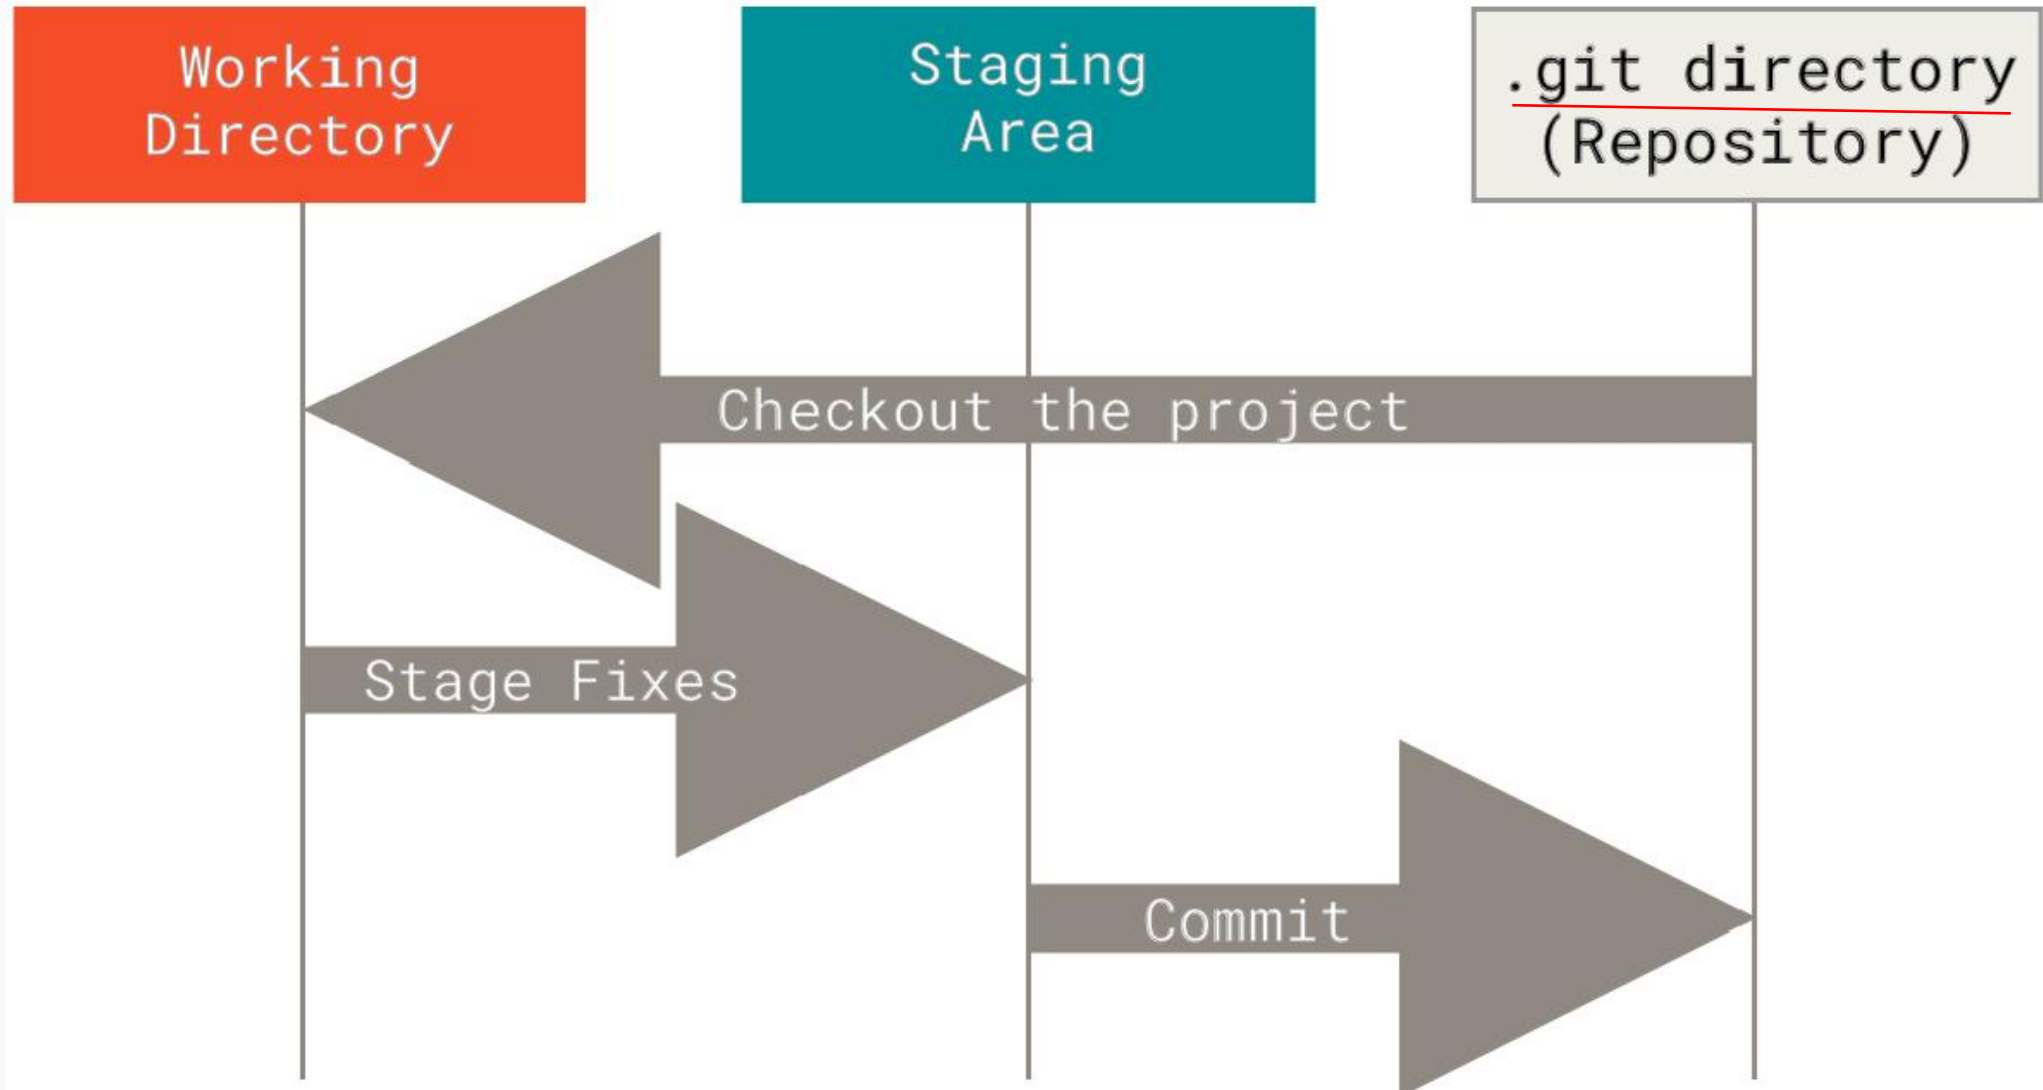 Working
Directory
Staging
Area
.git directory
(Repository)
Checkout the project
Stage Fixes
Commit